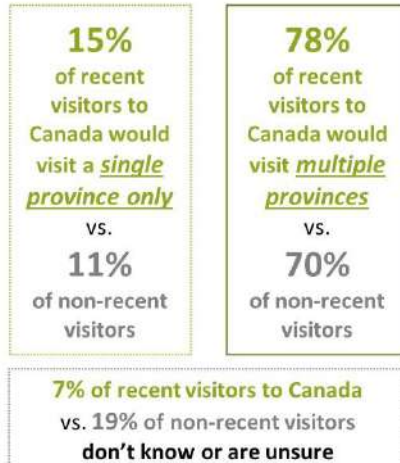 15%
of recent
visitors to
Canada would
visit a single
province only
vs.
11%
of non-recent
visitors
78%
of recent
visitors to
Canada would
visit multiple
provinces
vs.
70%
of non-recent
visitors
7% of recent visitors to Canada
vs. 19% of non-recent visitors
don't know or are unsure